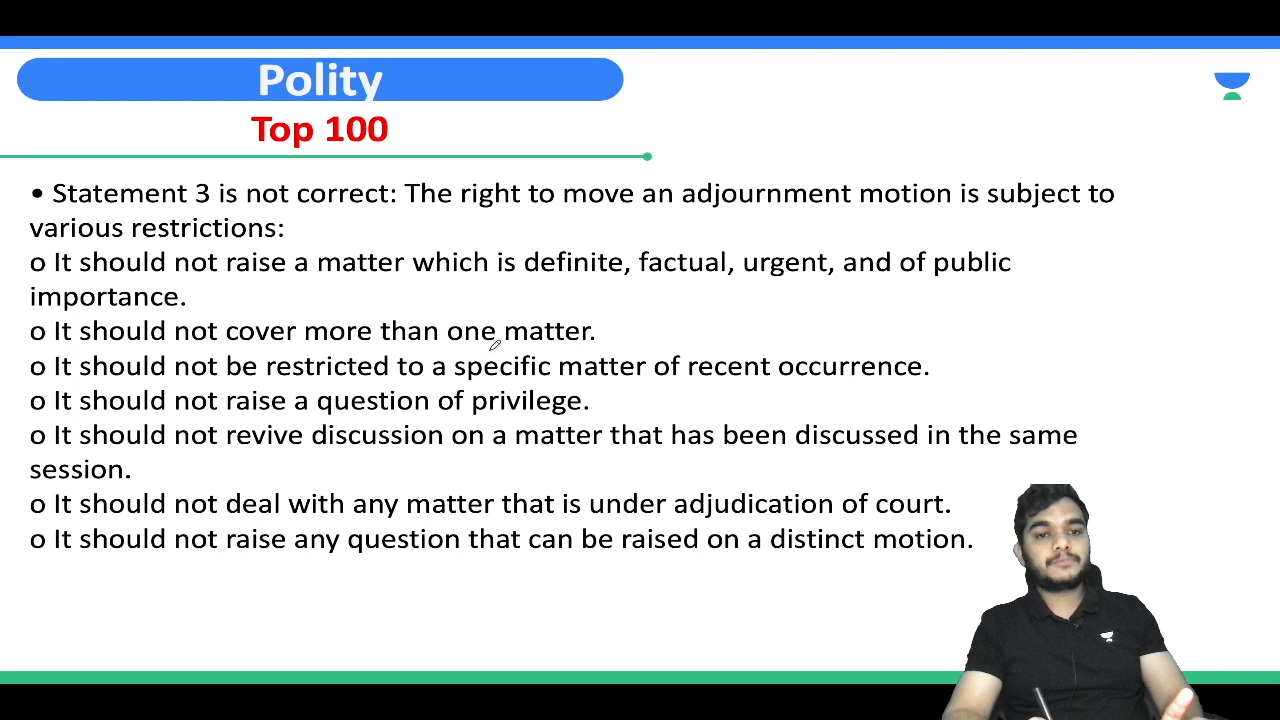 Polity
Top 100
• Statement 3 is not correct: The right to move an adjournment motion is subject to
various restrictions:
o It should not raise a matter which is definite, factual, urgent, and of public
importance.
o It should not cover more than one matter.
o It should not be restricted to a specific matter of recent occurrence.
o It should not raise a question of privilege.
o It should not revive discussion on a matter that has been discussed in the same
session.
o It should not deal with any matter that is under adjudication of court.
o It should not raise any question that can be raised on a distinct motion.